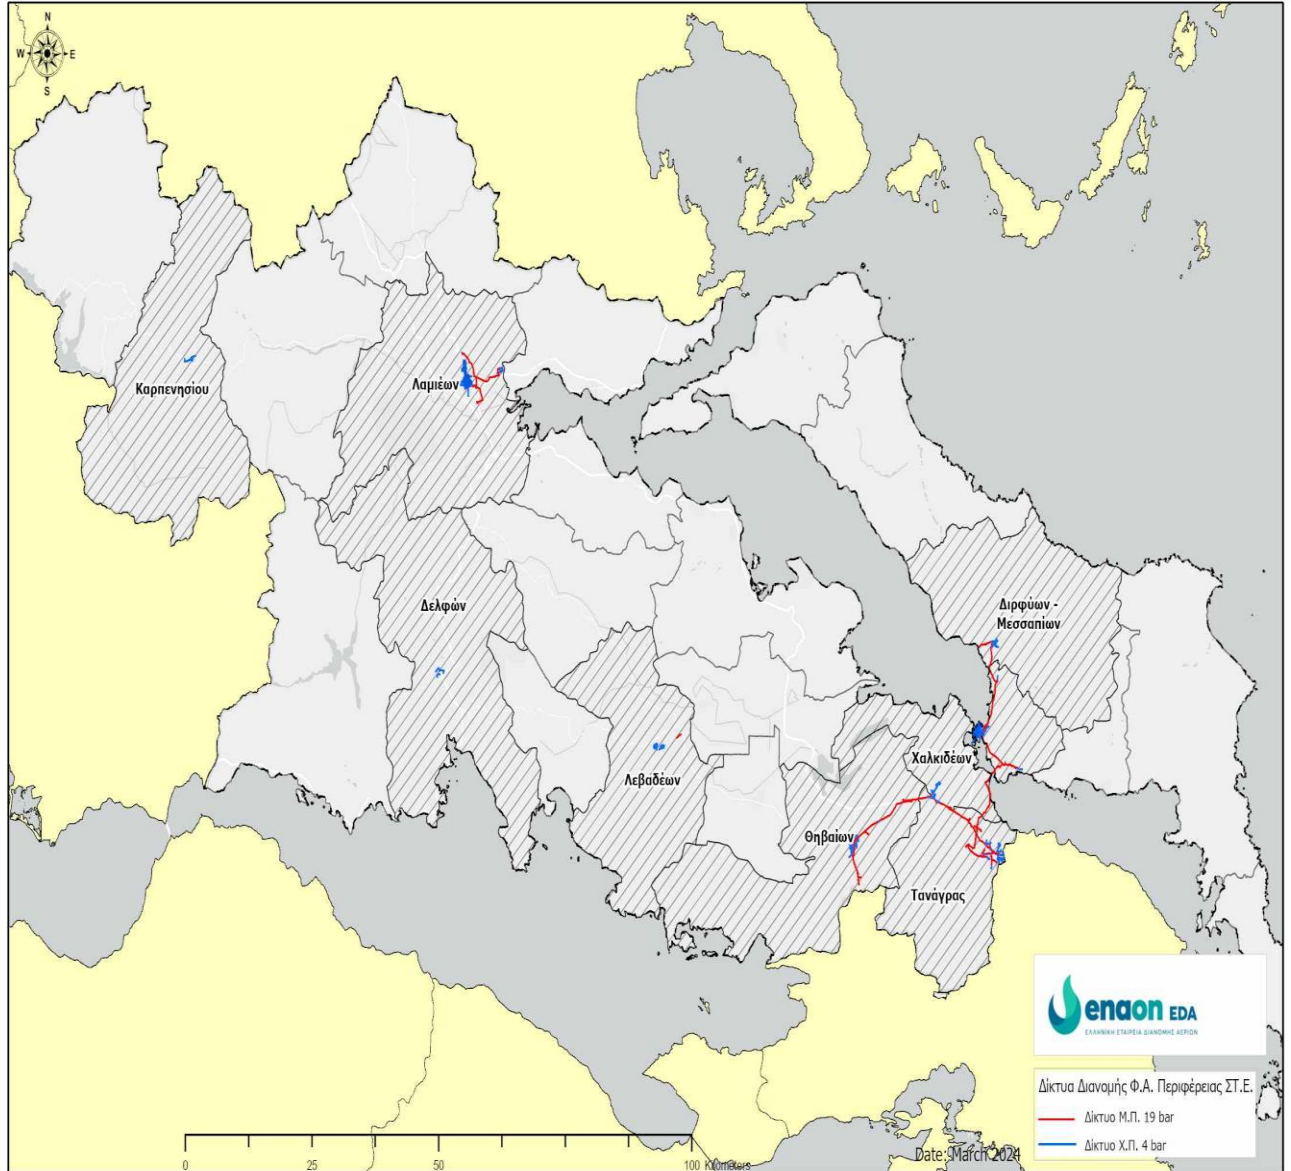 N
W E
S
Καρπενησίου
Λαμιέων
Δελφών
Διρφύων -
Μεσσαπίων
Χαλκιδέων
Λεβαδέων
Θηβαίων
Τανάγρας
enaon EDA
ΕΛΛΗΝΙΚΗ ΕΤΑΙΡΕΙΑ ΔΙΑΝΟΜΗΣ ΑΕΡΙΩΝ
Δίκτυα Διανομής Φ.Α. Περιφέρειας ΣΤ.Ε.
Δίκτυο Μ.Π. 19 bar
Δίκτυο Χ.Π. 4 bar
Date: March 2024
0 25 50 100 Kilometers